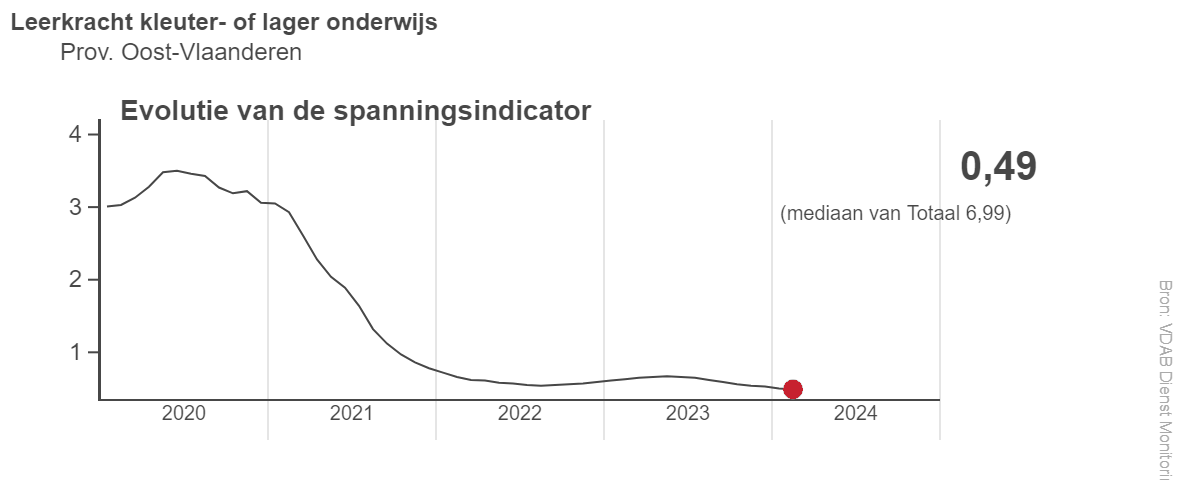 Leerkracht kleuter- of lager onderwijs
Prov. Oost-Vlaanderen
Evolutie van de spanningsindicator
4
3
2
1
0,49
(mediaan van Totaal 6,99)
2020
2021
2022
2023
2024
Bron: VDAB Dienst